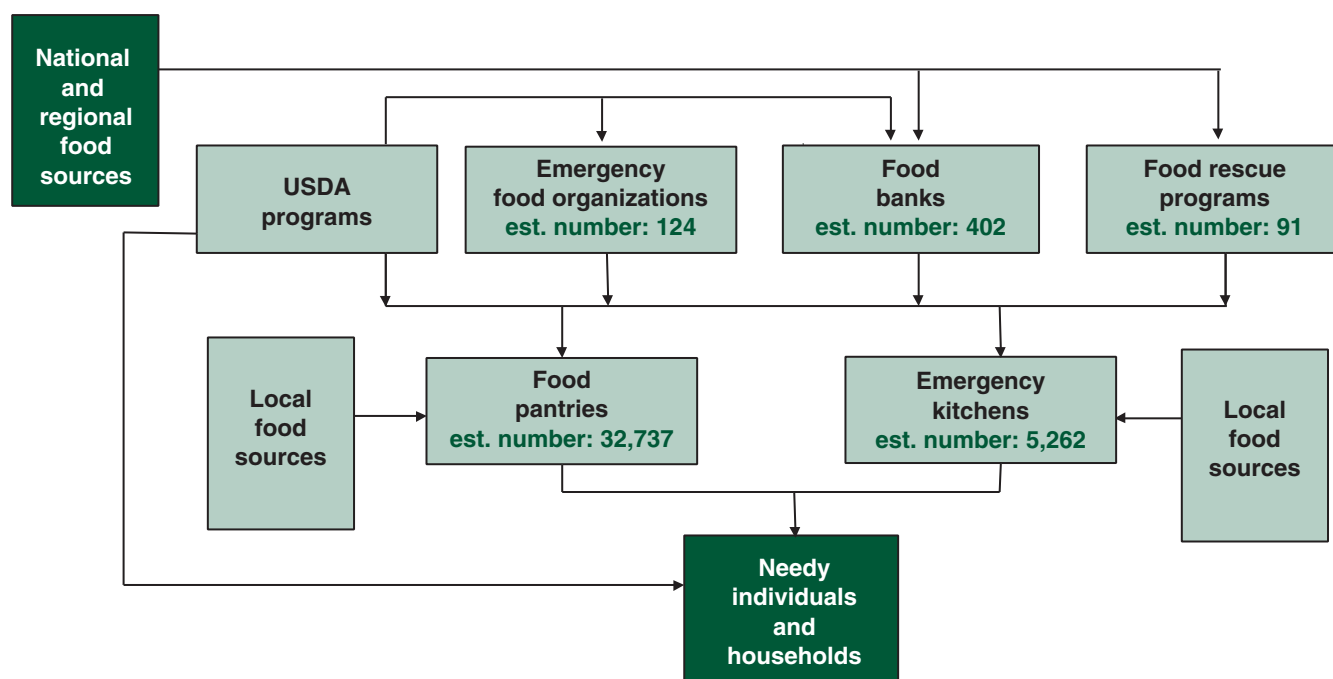 National
and
regional
food
sources
USDA
programs
Emergency
food organizations
est. number: 124
Food
banks
est. number: 402
Food rescue
programs
est. number: 91
Local
food
sources
Food
pantries
est. number: 32,737
Emergency
kitchens
est. number: 5,262
Local
food
sources
Needy
individuals
and
households